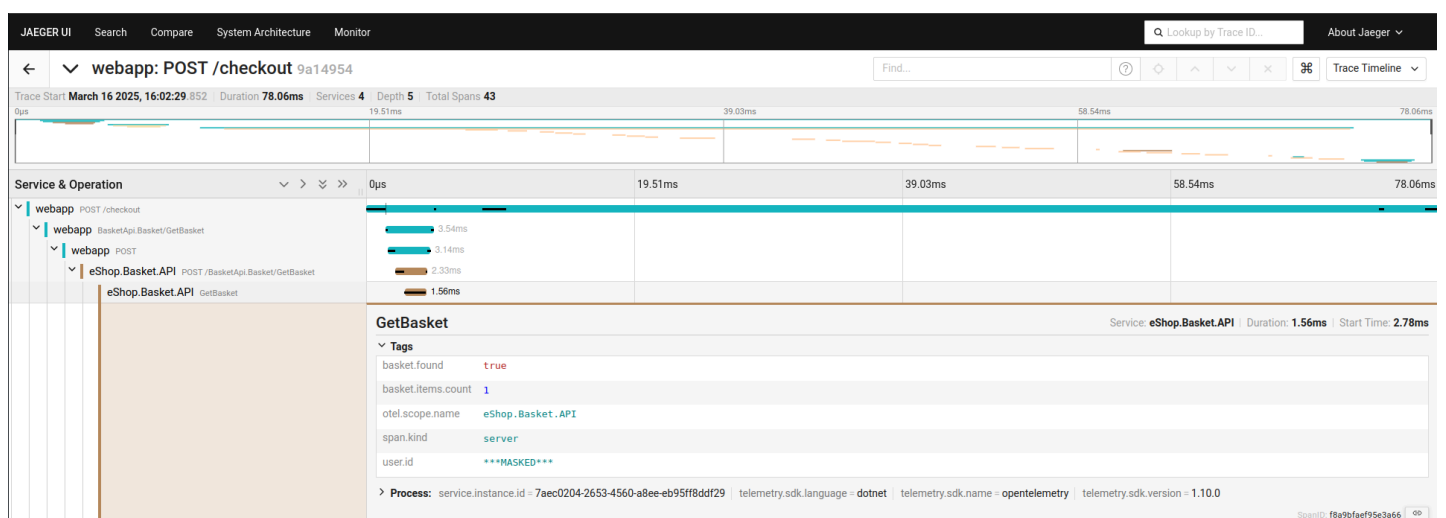 JAEGER UI Search Compare System Architecture Monitor Lookup by Trace ID... About Jaeger
webapp: POST /checkout 9a14954 Find... ? ⌘ Trace Timeline
Trace Start March 16 2025, 16:02:29.852 Duration 78.06ms Services 4 Depth 5 Total Spans 43
0μs 19.51ms 39.03ms 58.54ms 78.06ms
Service & Operation 0μs 19.51ms 39.03ms 58.54ms 78.06ms
webapp POST /checkout
webapp BasketApi.Basket/GetBasket 3.54ms
webapp POST 3.14ms
eShop.Basket.API POST /BasketApi.Basket/GetBasket 2.33ms
eShop.Basket.API GetBasket 1.56ms
GetBasket Service: eShop.Basket.API Duration: 1.56ms Start Time: 2.78ms
Tags
basket.found true
basket.items.count 1
otel.scope.name eShop.Basket.API
span.kind server
user.id ***MASKED***
Process: service.instance.id = 7aec0204-2653-4560-a8ee-eb95ff8ddf29 telemetry.sdk.language = dotnet telemetry.sdk.name = opentelemetry telemetry.sdk.version = 1.10.0
SpanID: f8a9bfaef95e3a66